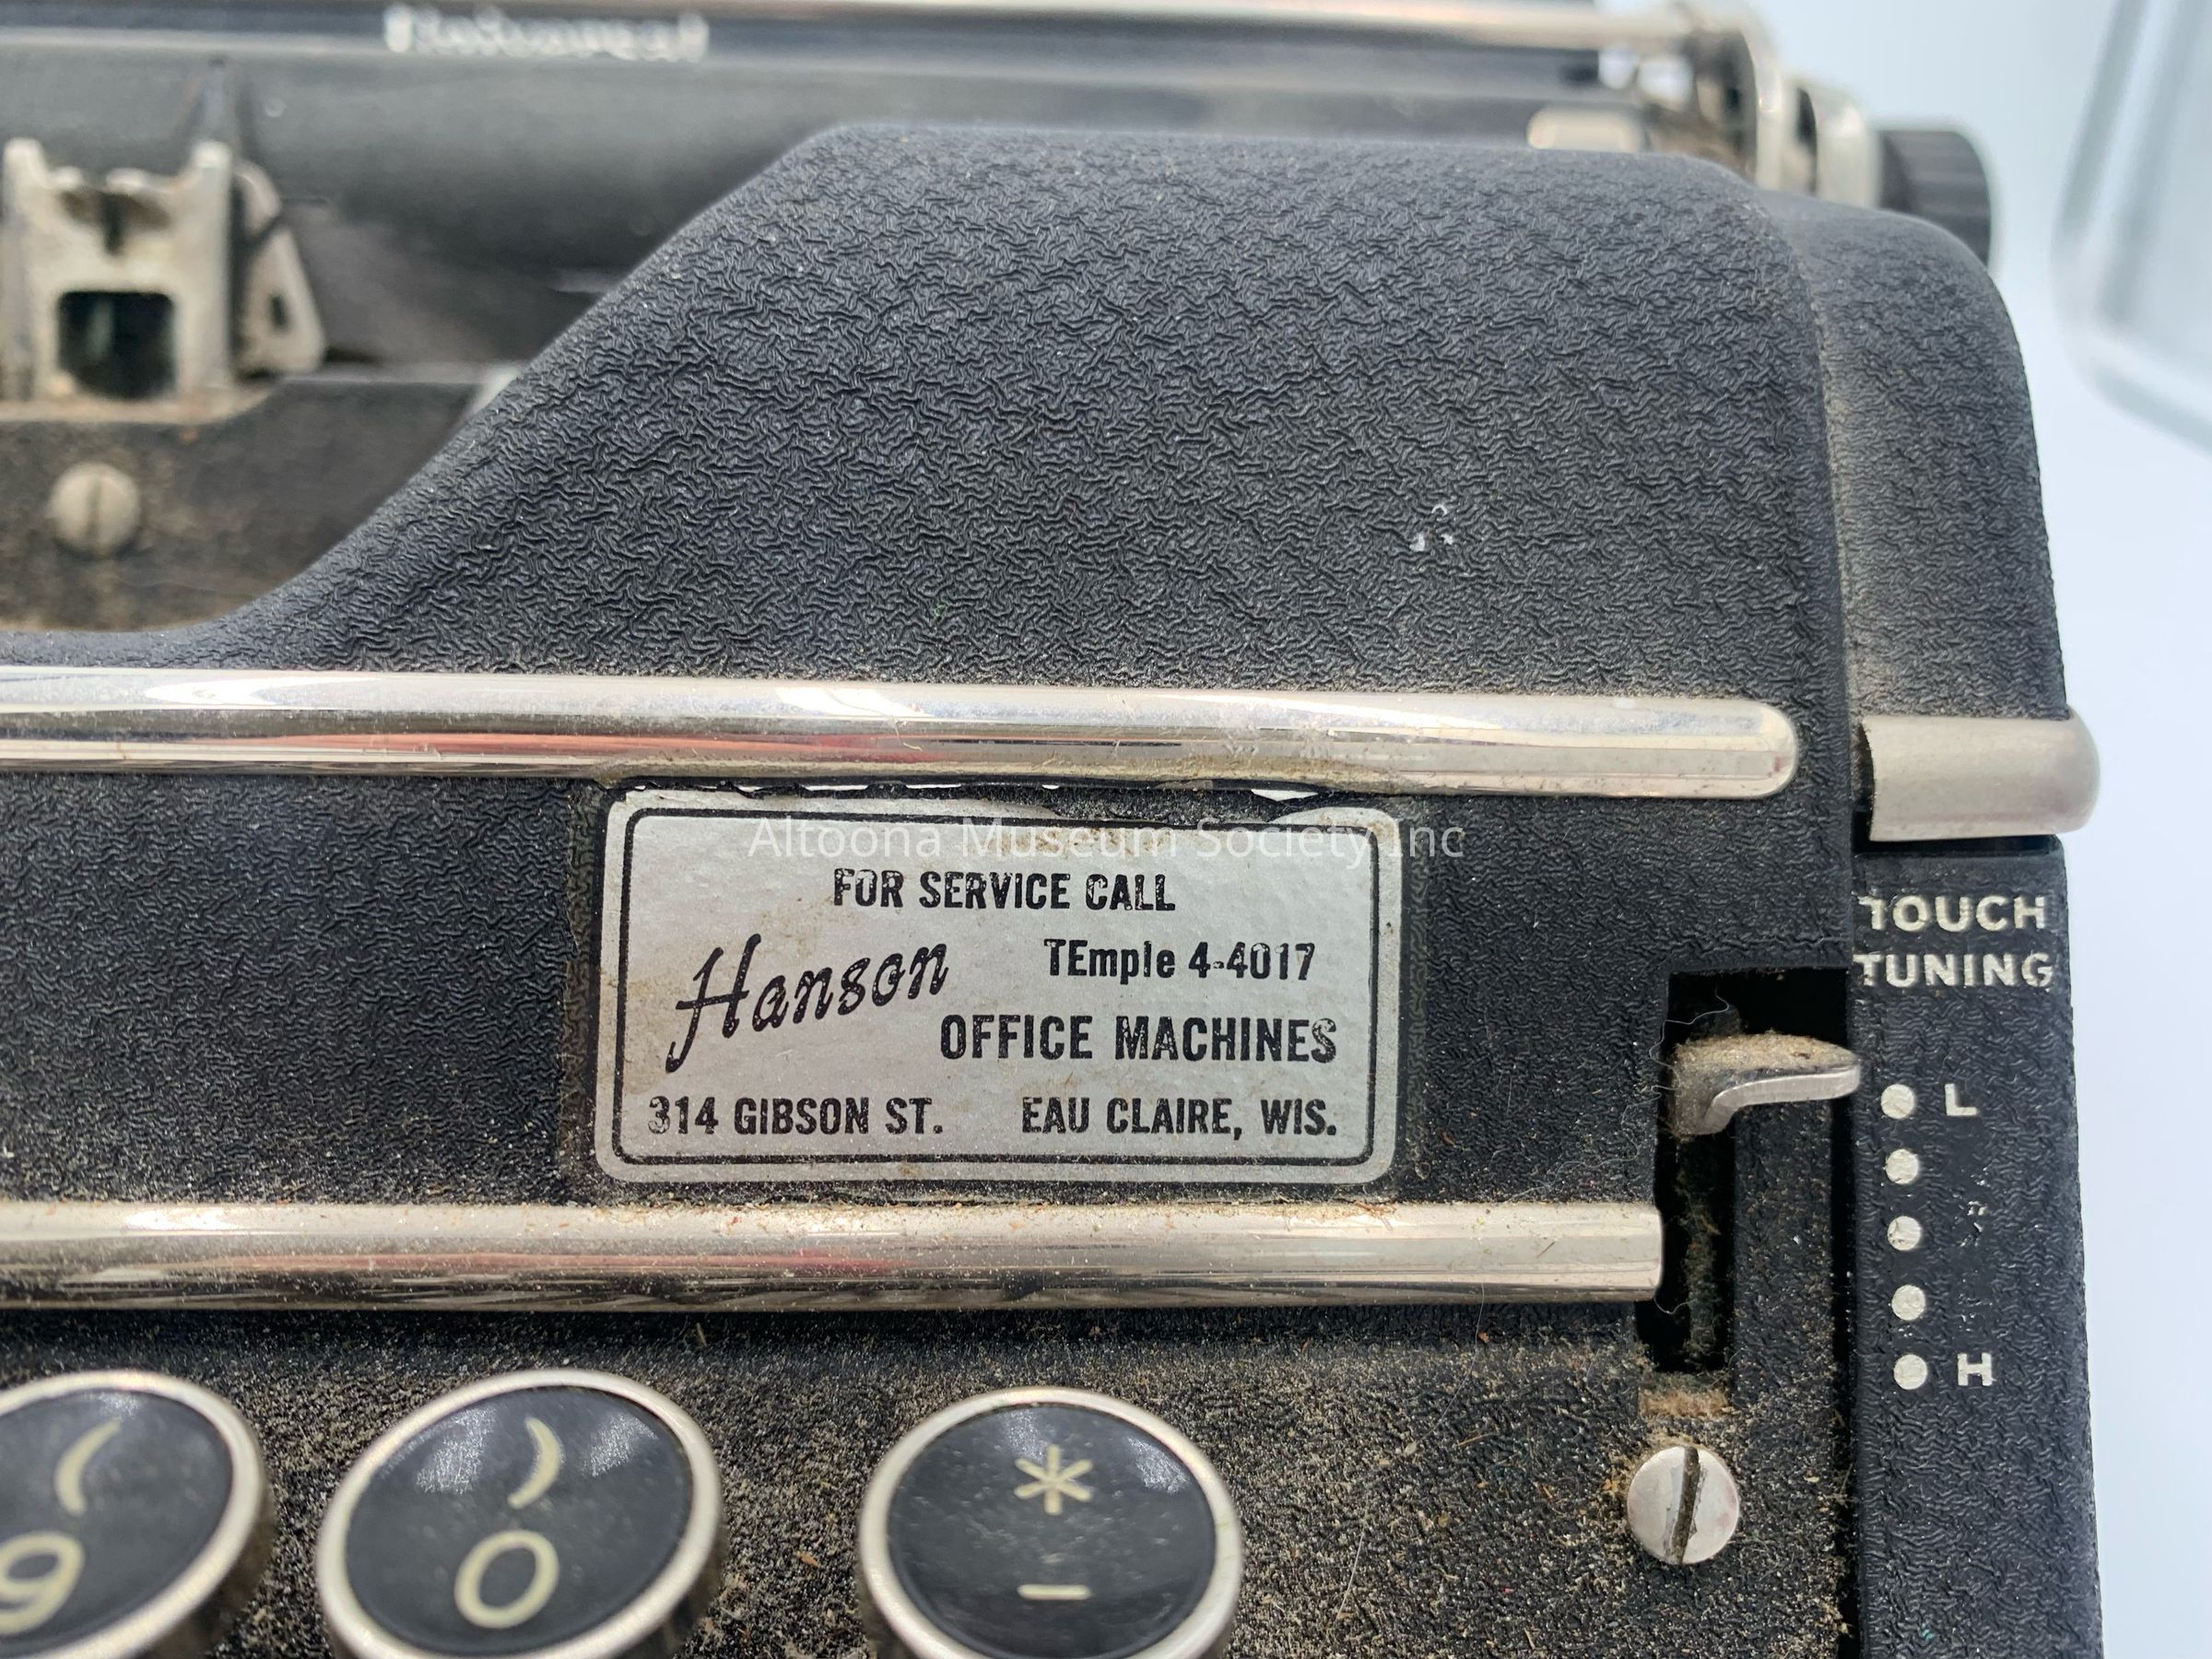 Altoona Museum Society Inc
FOR SERVICE CALL
Hanson TEmple 4-4017
OFFICE MACHINES
314 GIBSON ST. EAU CLAIRE, WIS.
TOUCH
TUNING
L
H
( ) *
9 0 -